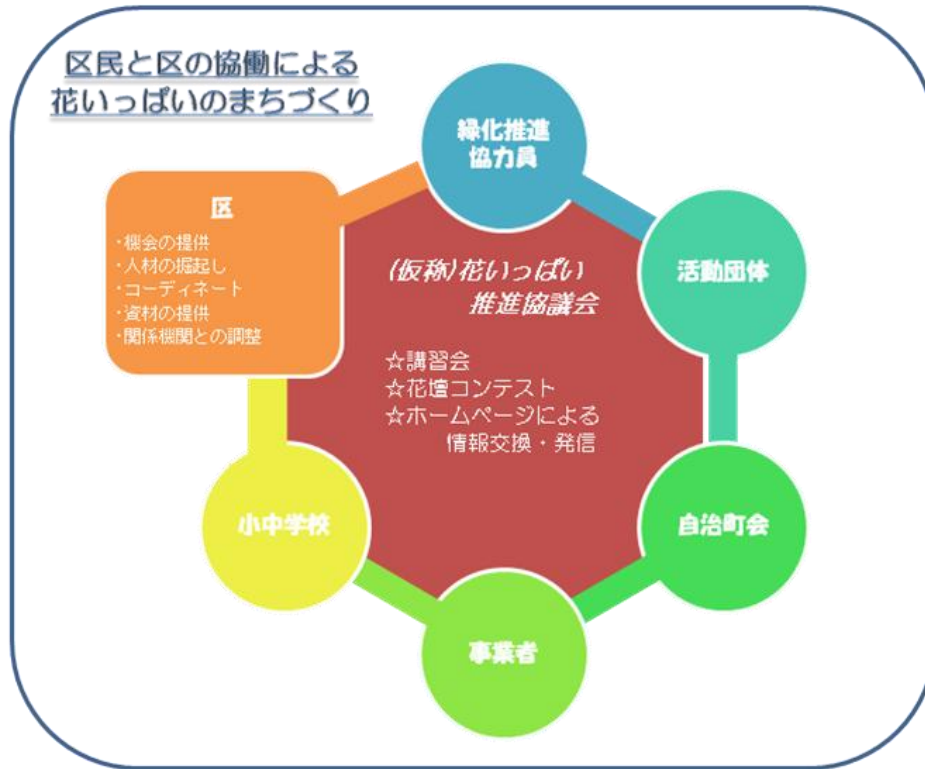 区民と区の協働による
花いっぱいのまちづくり
緑化推進
協力員
区
・機会の提供
・人材の掘起し
・コーディネート
・資材の提供
・関係機関との調整
活動団体
(仮称)花いっぱい
推進協議会
☆講習会
☆花壇コンテスト
☆ホームページによる
情報交換・発信
小中学校
自治町会
事業者